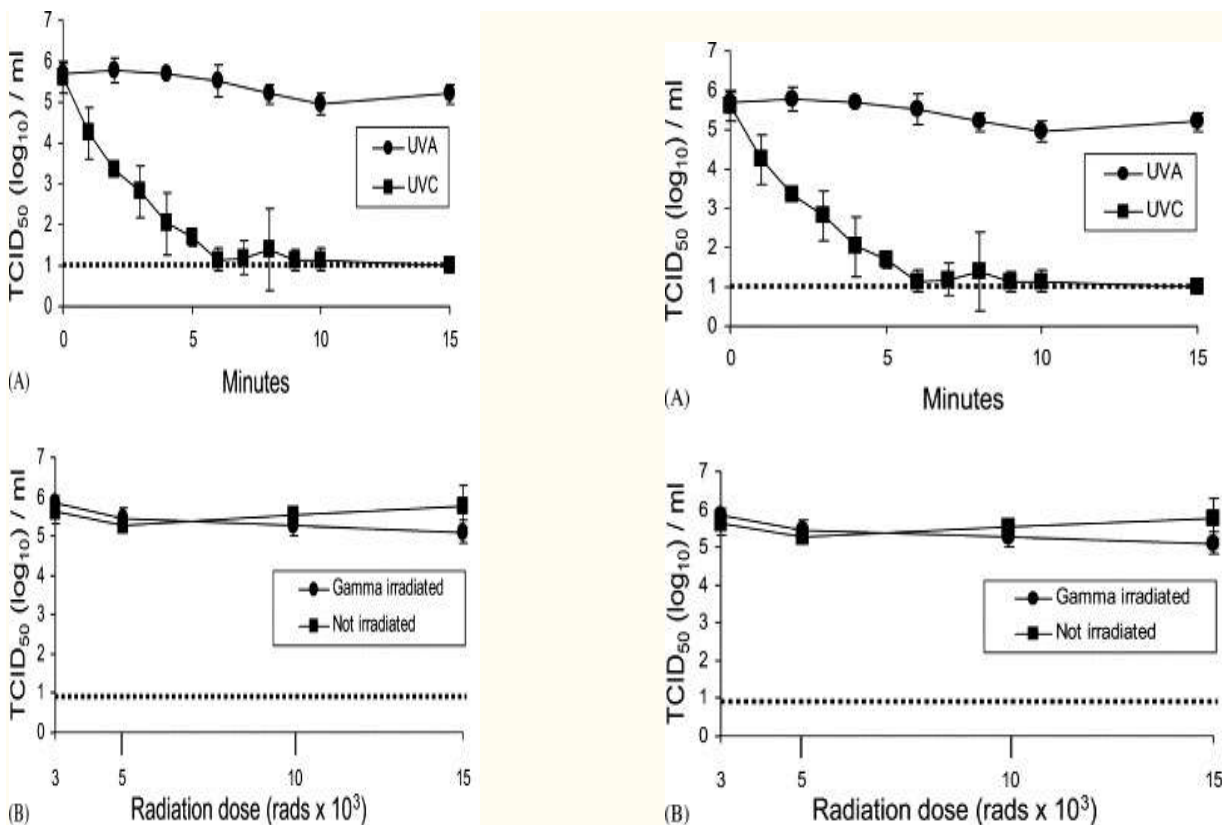 TCID₅₀ (log₁₀) / ml
7
6
5
4
3
2
1
0
UVA
UVC
0 5 10 15
Minutes
(A)
TCID₅₀ (log₁₀) / ml
7
6
5
4
3
2
1
0
Gamma irradiated
Not irradiated
3 5 10 15
Radiation dose (rads x 10³)
(B)
TCID₅₀ (log₁₀) / ml
7
6
5
4
3
2
1
0
UVA
UVC
0 5 10 15
Minutes
(A)
TCID₅₀ (log₁₀) / ml
7
6
5
4
3
2
1
0
Gamma irradiated
Not irradiated
3 5 10 15
Radiation dose (rads x 10³)
(B)